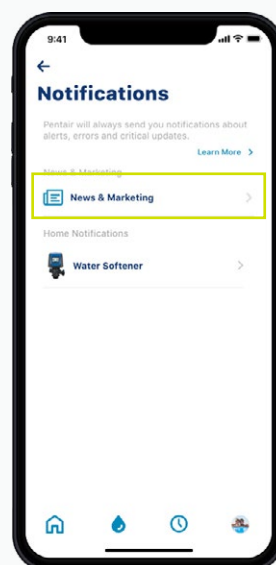 9:41
Notifications
Pentair will always send you notifications about
alerts, errors and critical updates.
Learn More
News & Marketing
News & Marketing
Home Notifications
Water Softener